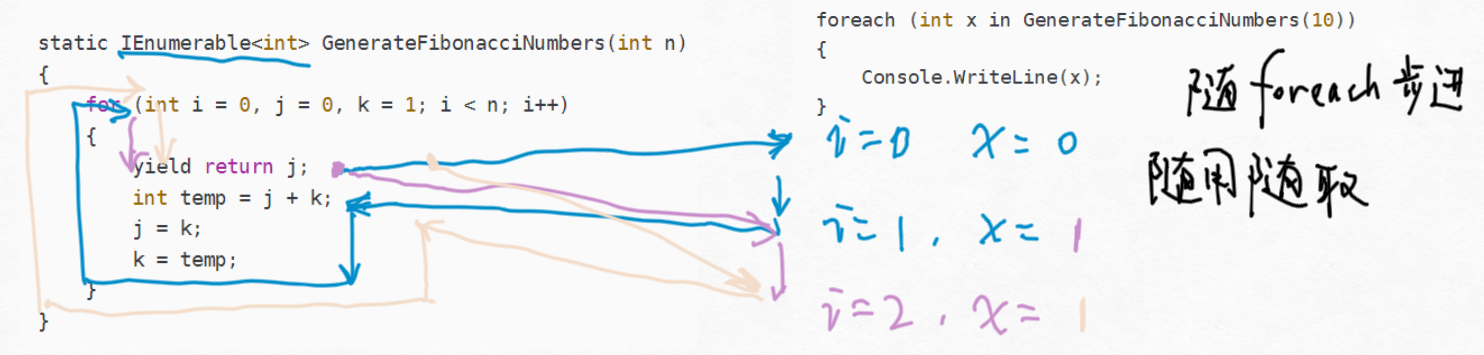 static IEnumerable<int> GenerateFibonacciNumbers(int n)
{
for (int i = 0, j = 0, k = 1; i < n; i++)
{
yield return j;
int temp = j + k;
j = k;
k = temp;
}
}
foreach (int x in GenerateFibonacciNumbers(10))
{
Console.WriteLine(x);
}
i=0 x=0
i=1, x=1
i=2, x=1
随foreach步进
随用随取